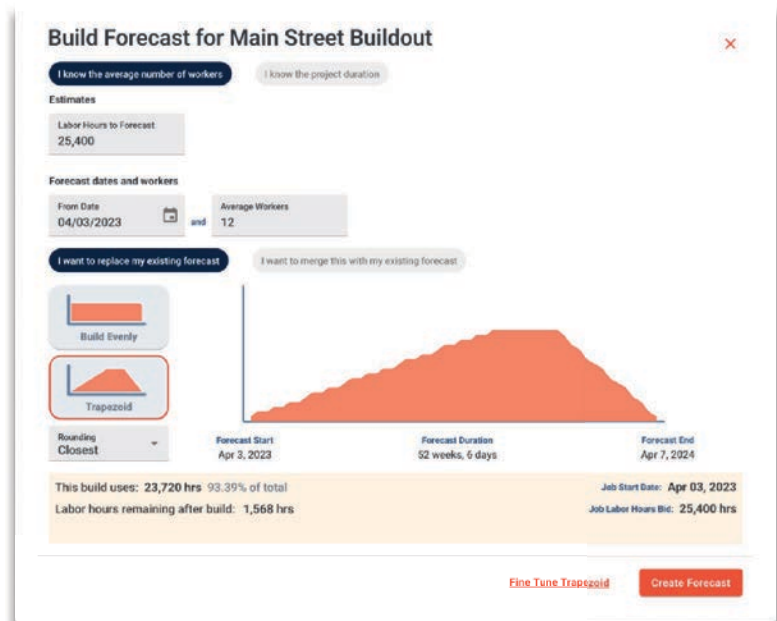 Build Forecast for Main Street Buildout
I know the average number of workers
I know the project duration
Estimates
Labor Hours to Forecast
25,400
Forecast dates and workers
From Date
04/03/2023
and
Average Workers
12
I want to replace my existing forecast
I want to merge this with my existing forecast
Build Evenly
Trapezoid
Rounding
Closest
Forecast Start
Apr 3, 2023
Forecast Duration
52 weeks, 6 days
Forecast End
Apr 7, 2024
This build uses: 23,720 hrs 93.39% of total
Job Start Date: Apr 03, 2023
Labor hours remaining after build: 1,568 hrs
Job Labor Hours Bid: 25,400 hrs
Fine Tune Trapezoid
Create Forecast